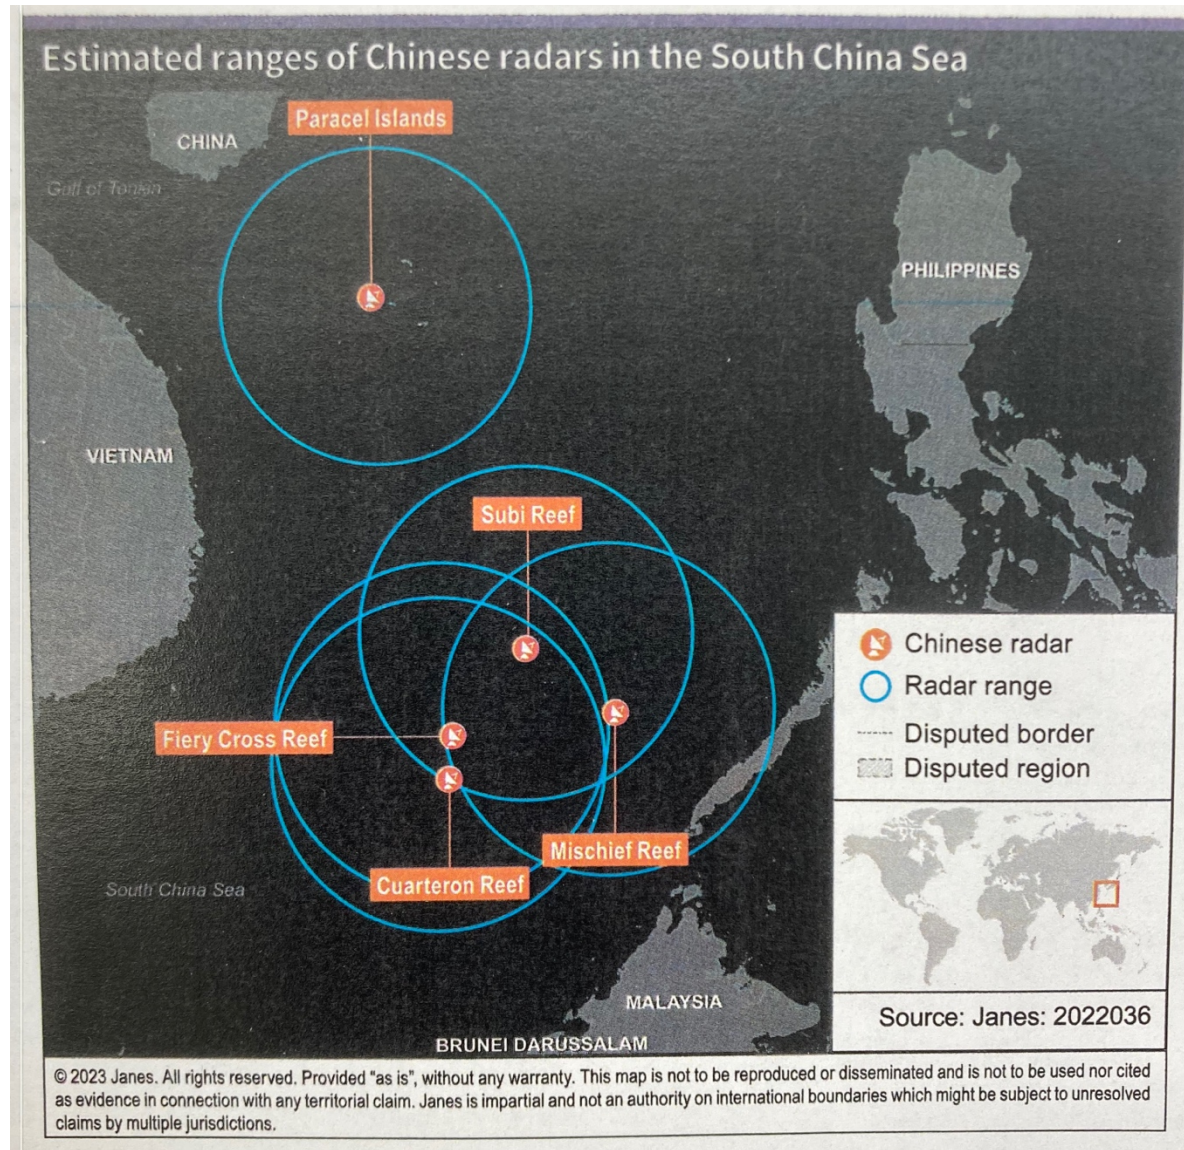 Estimated ranges of Chinese radars in the South China Sea
Paracel Islands
CHINA
Gulf of Tonkin
PHILIPPINES
VIETNAM
Subi Reef
Chinese radar
Radar range
Disputed border
Disputed region
Fiery Cross Reef
Mischief Reef
Cuarteron Reef
South China Sea
MALAYSIA
BRUNEI DARUSSALAM
Source: Janes: 2022036
© 2023 Janes. All rights reserved. Provided "as is", without any warranty. This map is not to be reproduced or disseminated and is not to be used nor cited
as evidence in connection with any territorial claim. Janes is impartial and not an authority on international boundaries which might be subject to unresolved
claims by multiple jurisdictions.